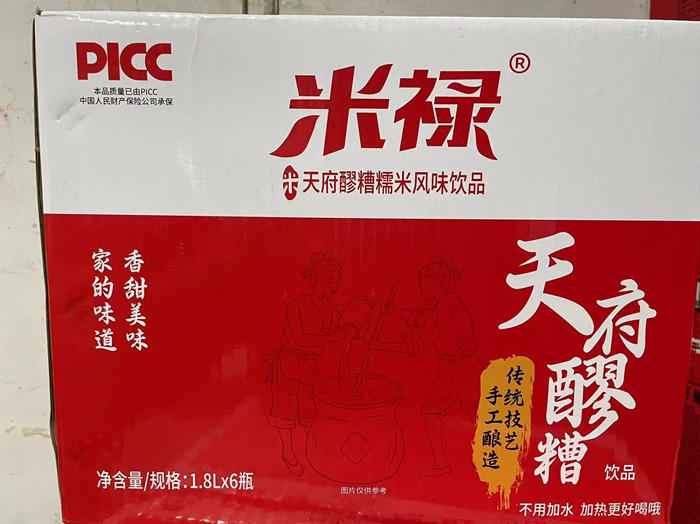 PICC
本品质量已由PICC
中国人民财产保险公司承保
米禄®
米天府醪糟糯米风味饮品
香甜美味
家的味道
天府醪糟
饮品
传统技艺
手工酿造
净含量/规格:1.8Lx6瓶
图片仅供参考
不用加水 加热更好喝哦